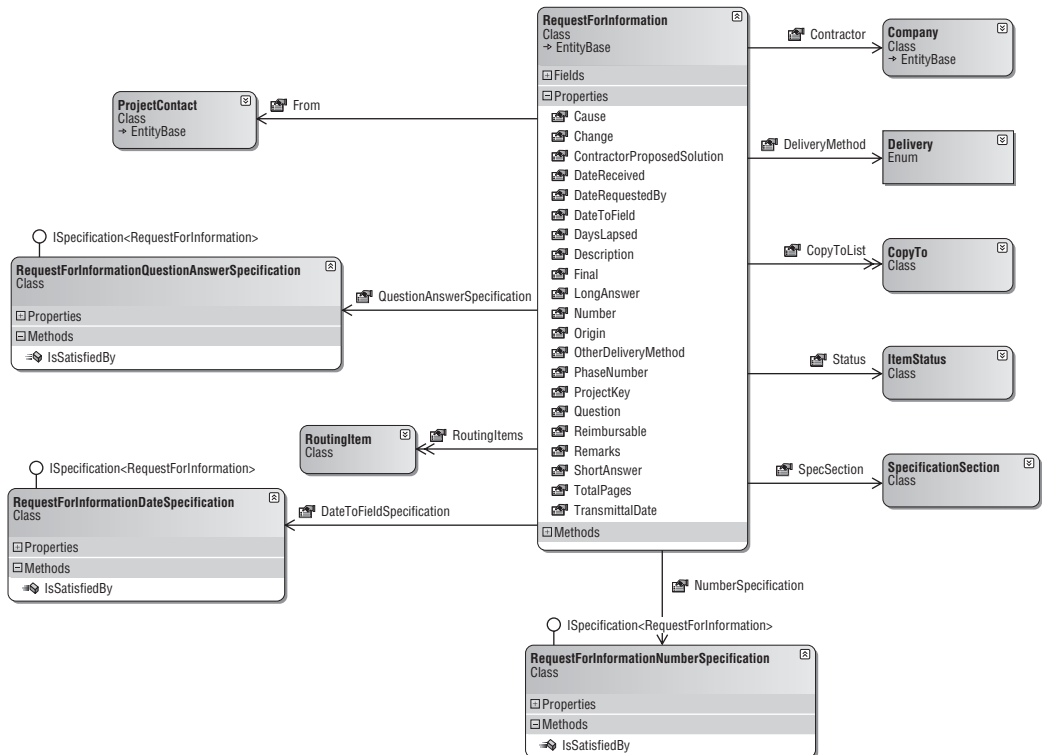 RequestForInformation
Class
→ EntityBase
Fields
Properties
Cause
Change
ContractorProposedSolution
DateReceived
DateRequestedBy
DateToField
DaysLapsed
Description
Final
LongAnswer
Number
Origin
OtherDeliveryMethod
PhaseNumber
ProjectKey
Question
Reimbursable
Remarks
ShortAnswer
TotalPages
TransmittalDate
Methods
Contractor
Company
Class
→ EntityBase
From
ProjectContact
Class
→ EntityBase
DeliveryMethod
Delivery
Enum
CopyToList
CopyTo
Class
ISpecification<RequestForInformation>
RequestForInformationQuestionAnswerSpecification
Class
Properties
Methods
IsSatisfiedBy
QuestionAnswerSpecification
Status
ItemStatus
Class
RoutingItem
Class
RoutingItems
SpecSection
SpecificationSection
Class
ISpecification<RequestForInformation>
RequestForInformationDateSpecification
Class
Properties
Methods
IsSatisfiedBy
DateToFieldSpecification
NumberSpecification
ISpecification<RequestForInformation>
RequestForInformationNumberSpecification
Class
Properties
Methods
IsSatisfiedBy